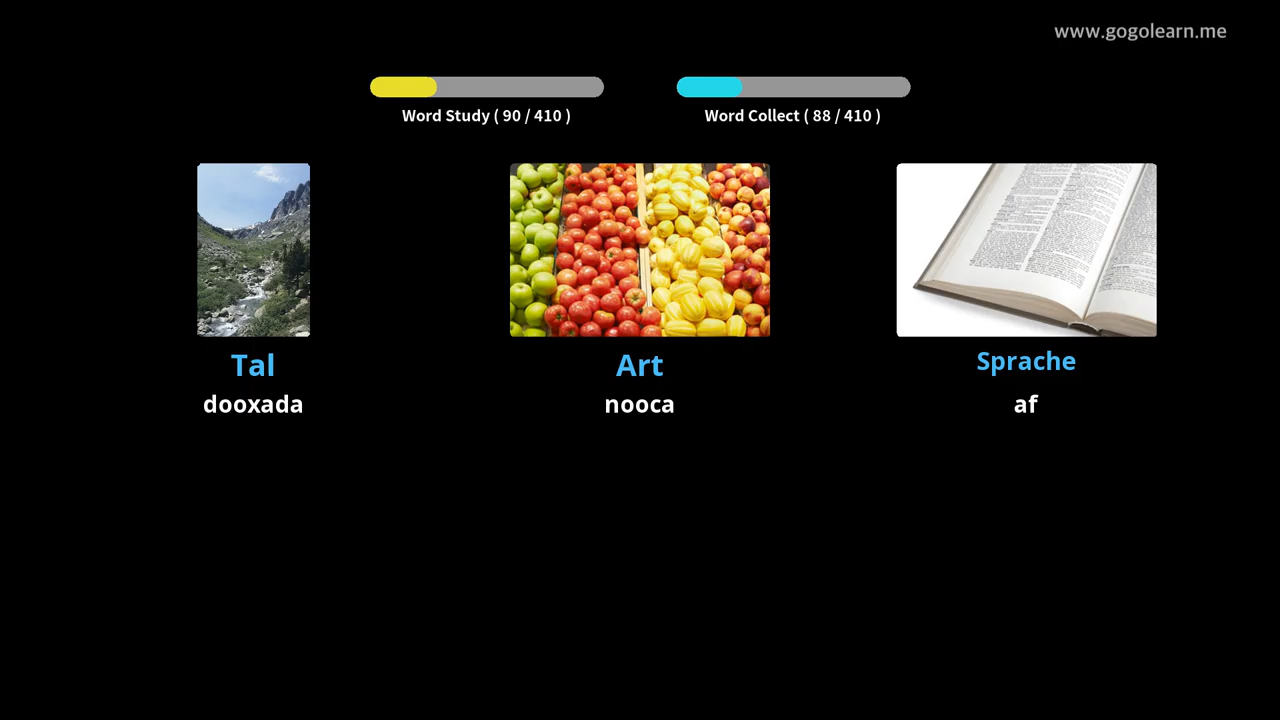 www.gogolearn.me
Word Study ( 90 / 410 )
Word Collect ( 88 / 410 )
Tal
Art
Sprache
dooxada
nooca
af